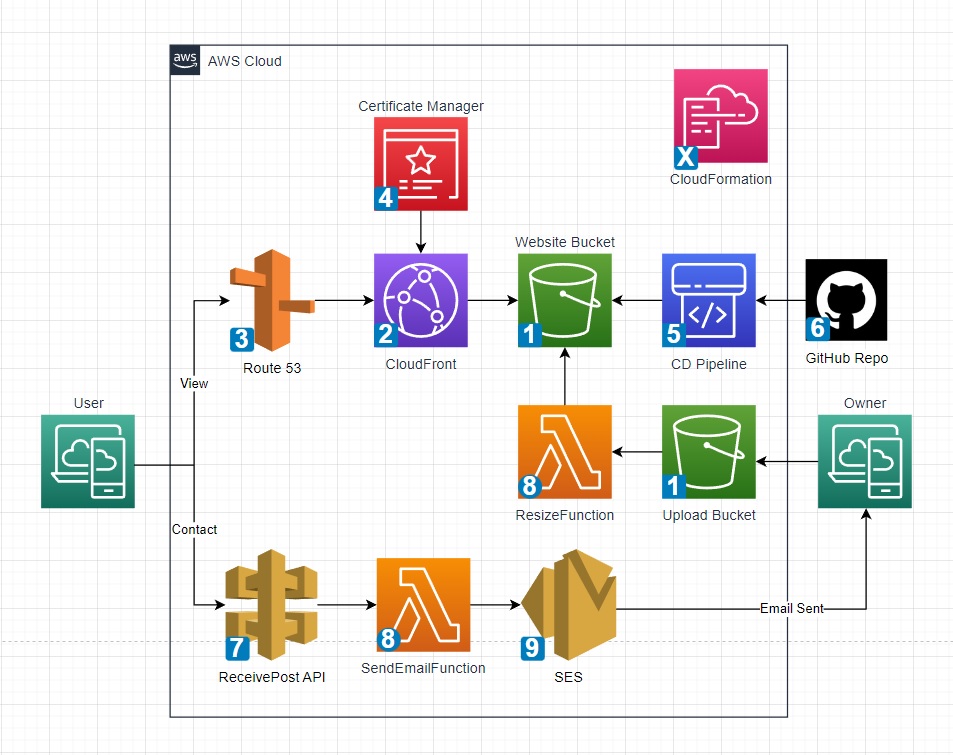 aws
AWS Cloud
Certificate Manager
4
X
CloudFormation
Website Bucket
3
2
1
5
6
Route 53
CloudFront
CD Pipeline
GitHub Repo
View
User
Owner
8
1
ResizeFunction
Upload Bucket
Contact
Email Sent
7
8
9
ReceivePost API
SendEmailFunction
SES